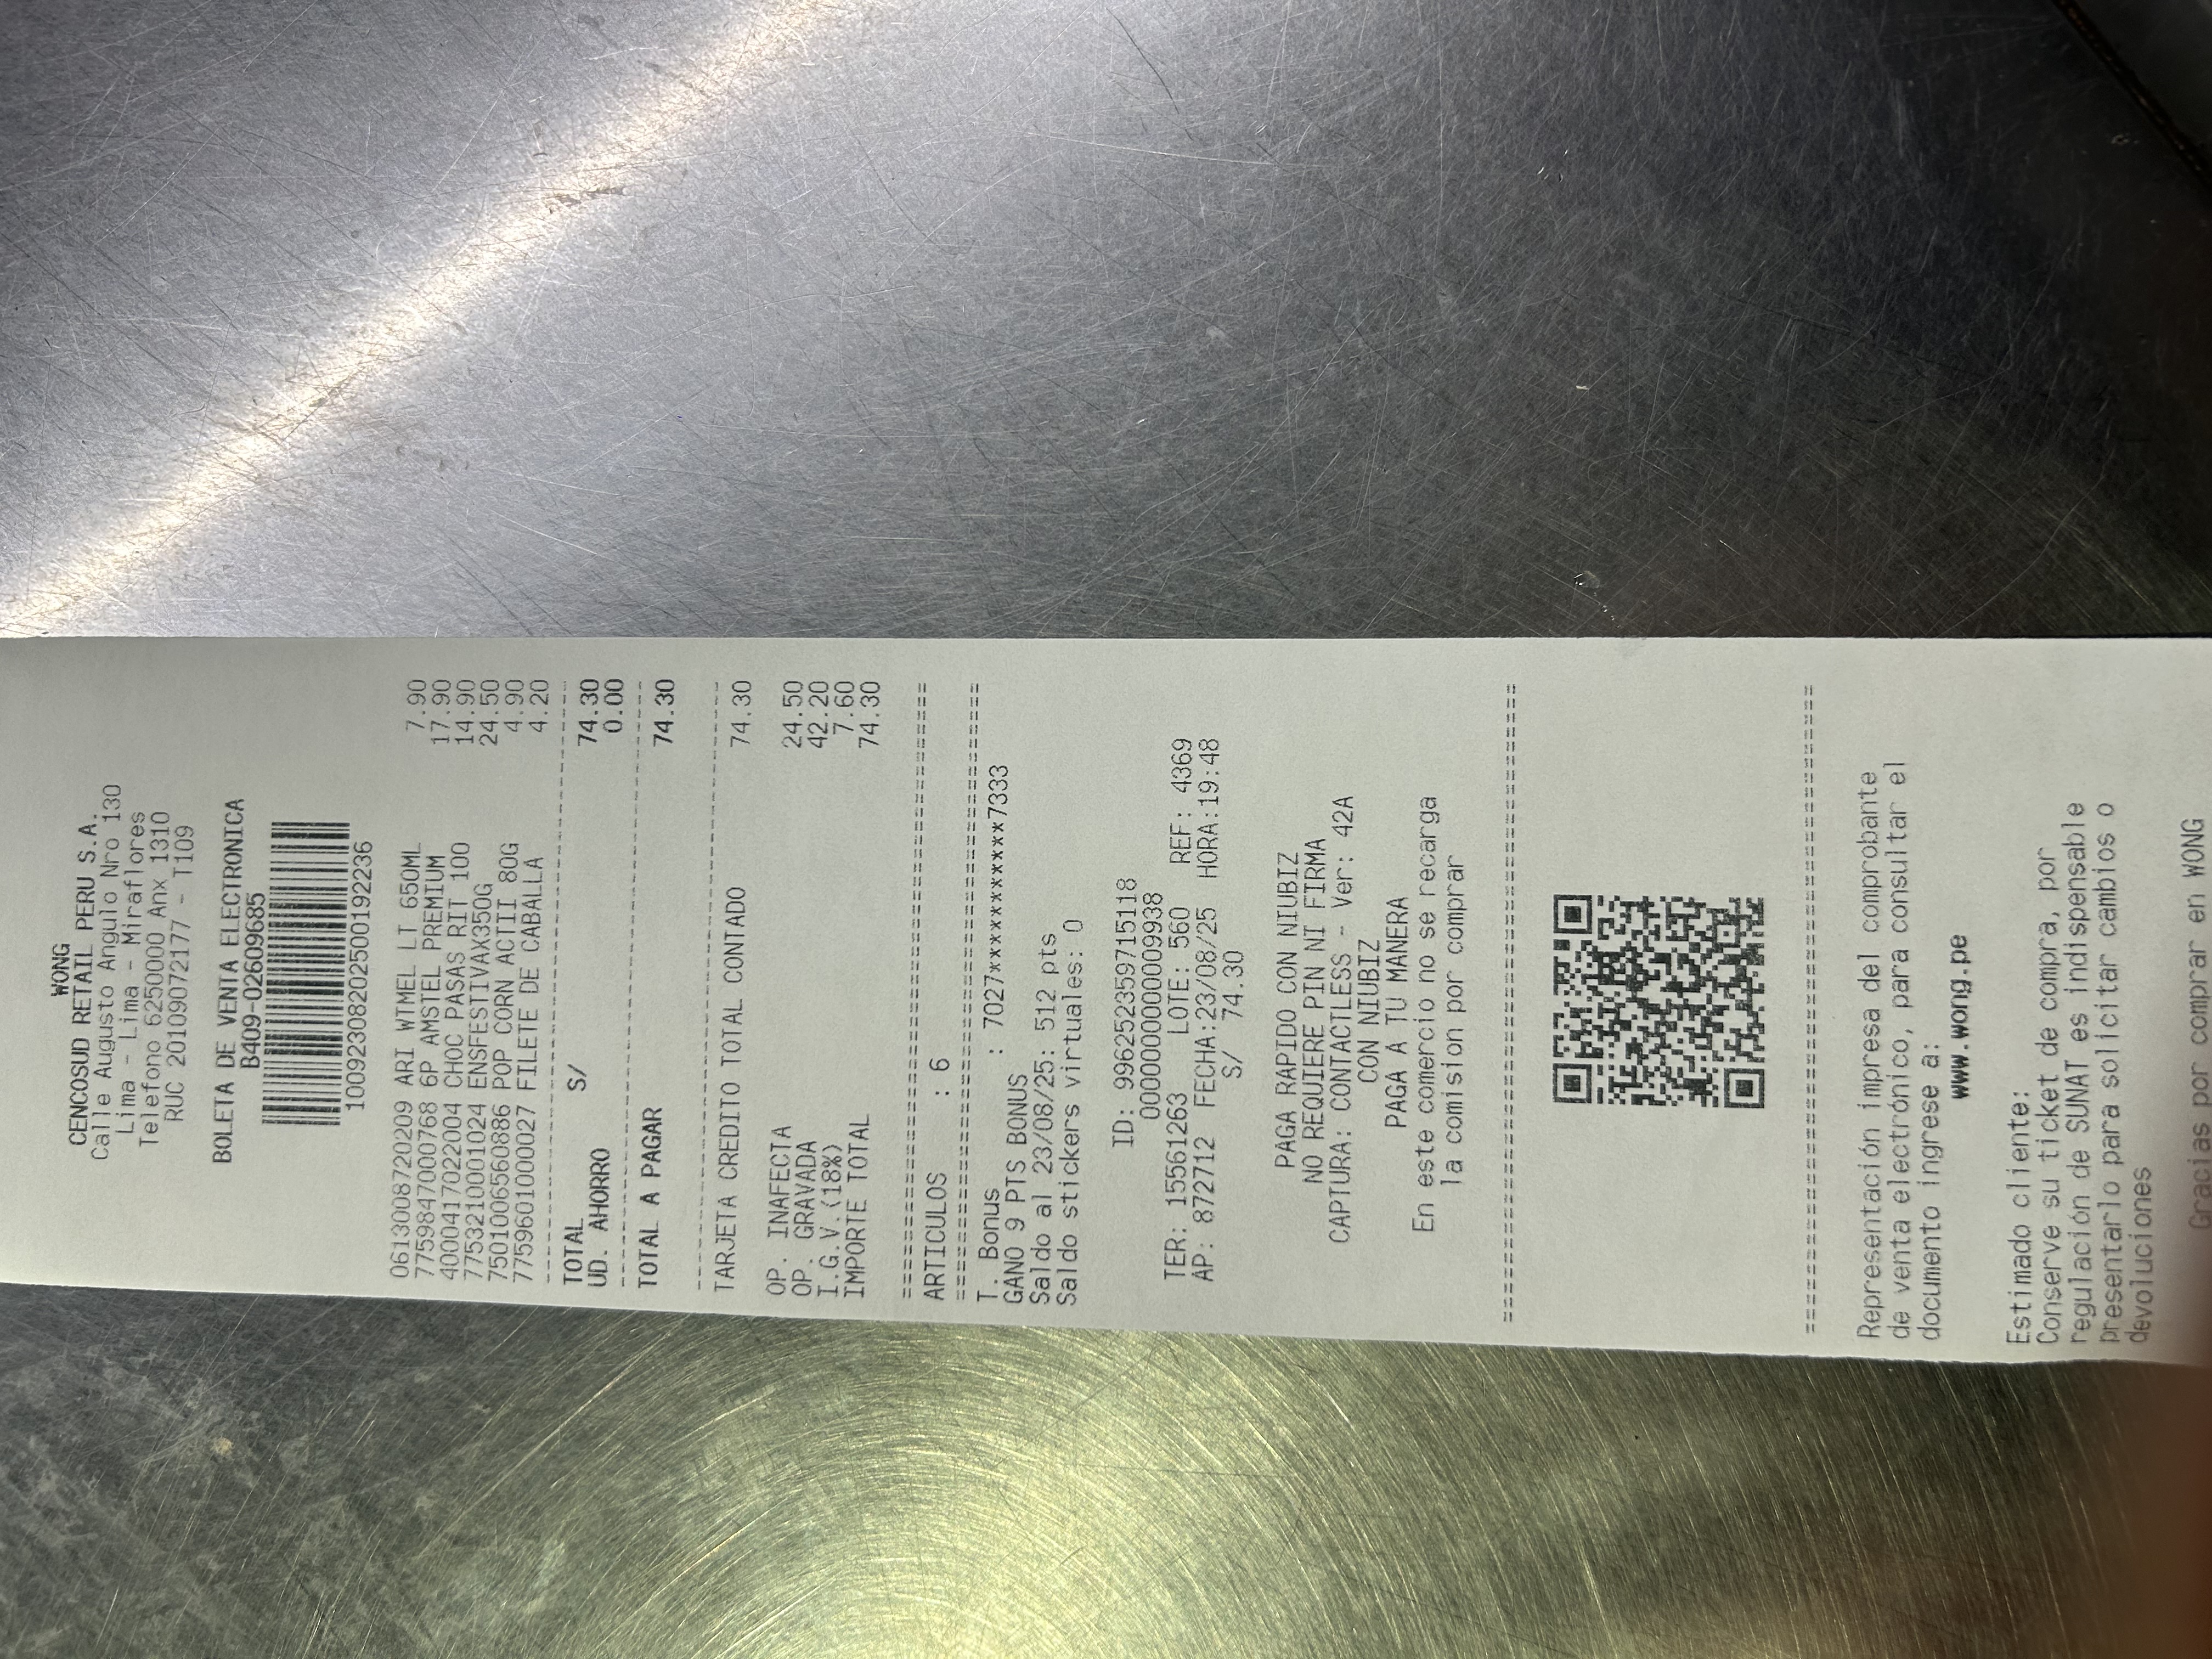 WONG
CENCOSUD RETAIL PERU S.A.
Calle Augusto Angulo Nro 130
Lima - Lima - Miraflores
Telefono 6250000 Anx 1310
RUC 20109072177 - T109
BOLETA DE VENTA ELECTRONICA
B409-02609685
10092308202500192236
0613008720209 ARI WTMEL LT 650ML 7.90
7759847000768 6P AMSTEL PREMIUM 17.90
4000417022004 CHOC PASAS RIT 100 14.90
7753210001024 ENSFESTIVAX350G 24.50
7501006560886 POP CORN ACTII 80G 4.90
7759601000027 FILETE DE CABALLA 4.20
TOTAL S/ 74.30
UD. AHORRO 0.00
TOTAL A PAGAR 74.30
TARJETA CREDITO TOTAL CONTADO 74.30
OP. INAFECTA 24.50
OP. GRAVADA 42.20
I.G.V.(18%) 7.60
IMPORTE TOTAL 74.30
ARTICULOS : 6
T. Bonus : 7027***********7333
GANO 9 PTS BONUS
Saldo al 23/08/25: 512 pts
Saldo stickers virtuales: 0
ID: 996252359715118
0000000000009938
TER: 15561263 LOTE: 560 REF: 4369
AP: 872712 FECHA:23/08/25 HORA:19:48
S/ 74.30
PAGA RAPIDO CON NIUBIZ
NO REQUIERE PIN NI FIRMA
CAPTURA: CONTACTLESS - Ver: 42A
CON NIUBIZ
PAGA A TU MANERA
En este comercio no se recarga
la comision por comprar
Representación impresa del comprobante
de venta electrónico, para consultar el
documento ingrese a:
www.wong.pe
Estimado cliente:
Conserve su ticket de compra, por
regulación de SUNAT es indispensable
presentarlo para solicitar cambios o
devoluciones
Gracias por comprar en WONG